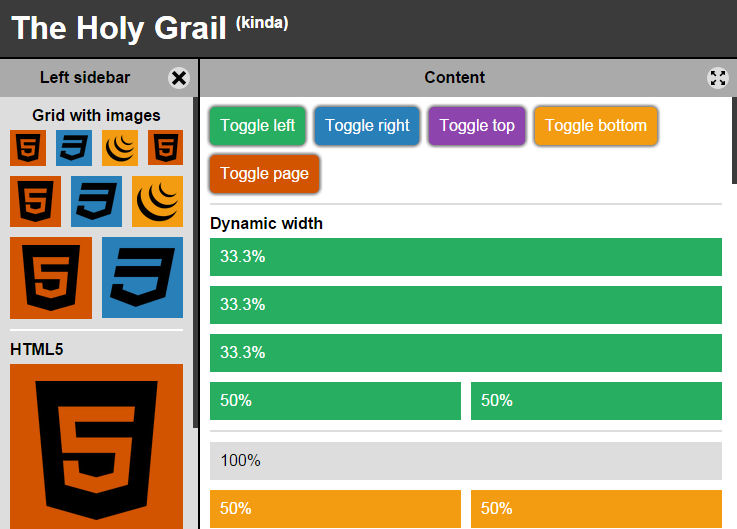 The Holy Grail (kinda)
Left sidebar
Content
Grid with images
HTML5
Toggle left
Toggle right
Toggle top
Toggle bottom
Toggle page
Dynamic width
33.3%
33.3%
33.3%
50%
50%
100%
50%
50%